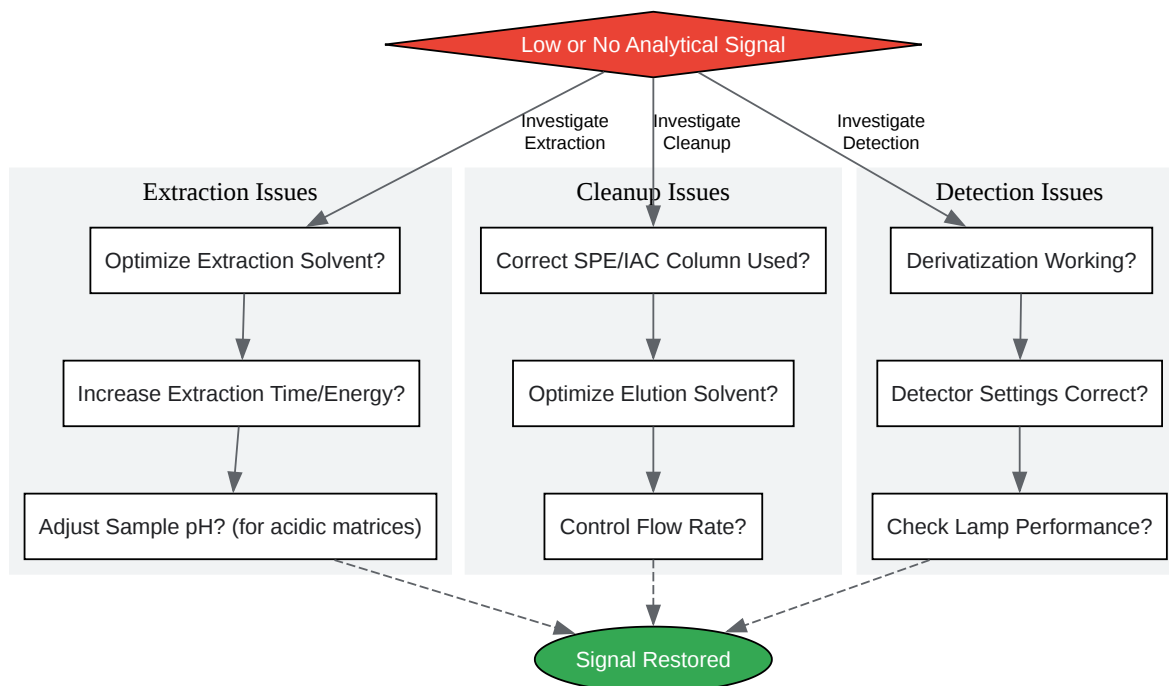 Low or No Analytical Signal
Investigate
Extraction
Investigate
Cleanup
Investigate
Detection
Extraction Issues
Cleanup Issues
Detection Issues
Optimize Extraction Solvent?
Correct SPE/IAC Column Used?
Derivatization Working?
Increase Extraction Time/Energy?
Optimize Elution Solvent?
Detector Settings Correct?
Adjust Sample pH? (for acidic matrices)
Control Flow Rate?
Check Lamp Performance?
Signal Restored